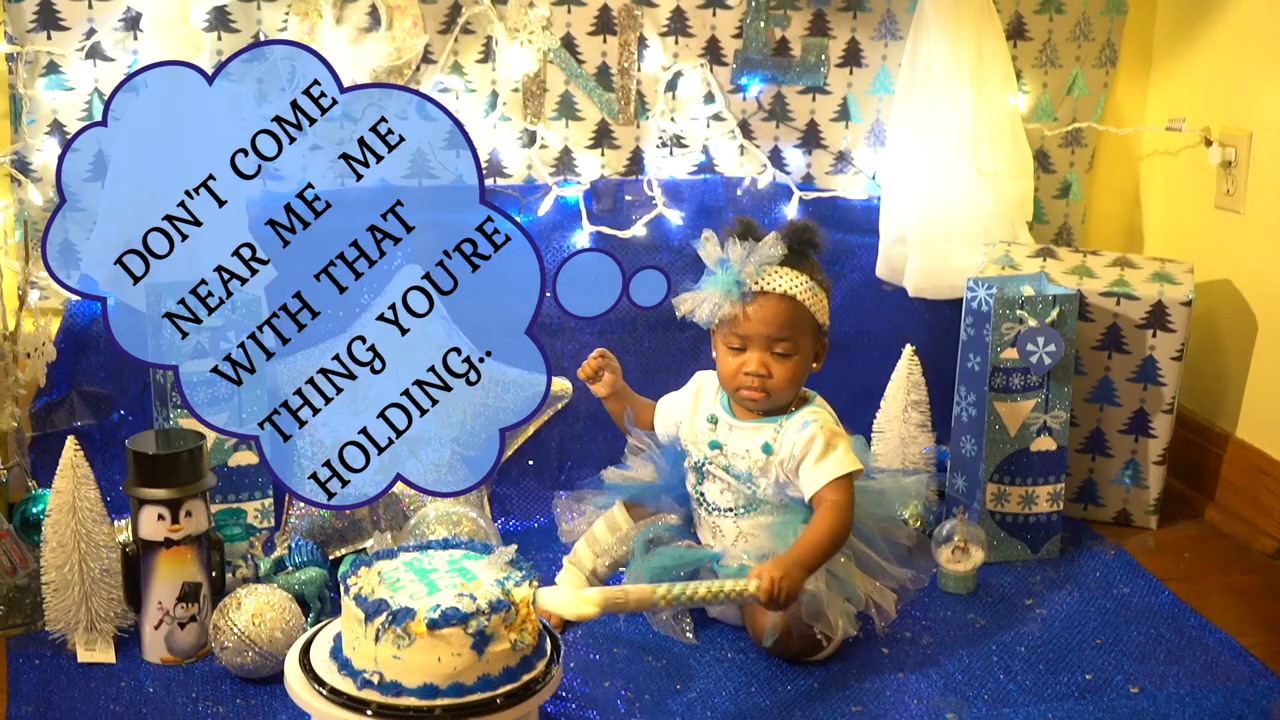 DON'T COME
NEAR ME ME
WITH THAT
THING YOU'RE
HOLDING..